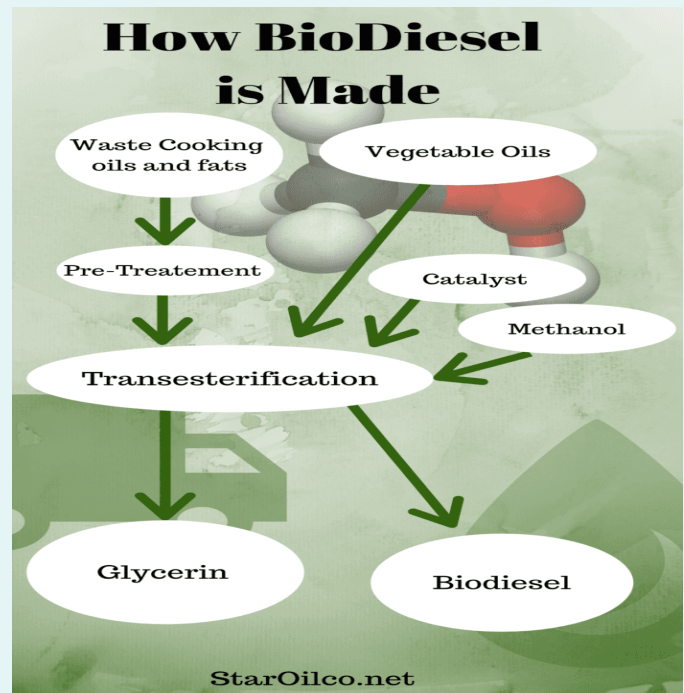 How BioDiesel
is Made
Waste Cooking
oils and fats
Vegetable Oils
Pre-Treatement
Catalyst
Methanol
Transesterification
Glycerin
Biodiesel
StarOilco.net